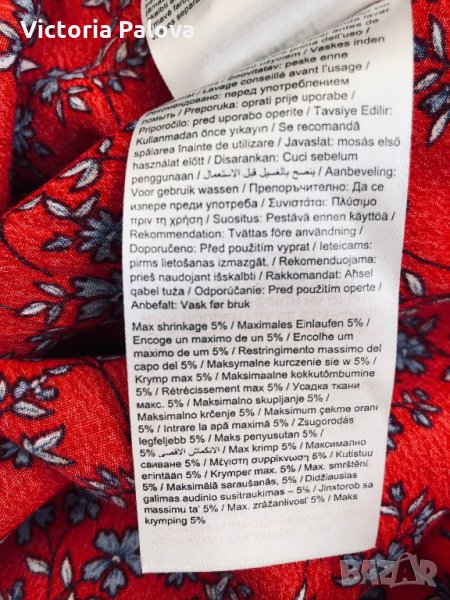 Victoria Palova
Lavage conseillé avant l'usage /
помыть / Preporuka: oprati prije uporabe /
Priporočilo: pred uporabo operite / Tavsiye Edilir:
Kullanmadan önce yıkayın / Se recomandă
spălarea înainte de utilizare / Javaslat: mosás első
használat előtt / Disarankan: Cuci sebelum
penggunaan / ينصح بالغسيل قبل الاستعمال / Aanbeveling:
Voor gebruik wassen / Препоръчително: Да се
изпере преди употреба / Συνιστάται: Πλύσιμο
πριν τη χρήση / Suositus: Pestävä ennen käyttöä /
Rekommendation: Tvättas före användning /
Doporučeno: Před použitím vyprat / Ieteicams:
pirms lietošanas izmazgāt. / Rekomenduojama:
prieš naudojant išskalbti / Rakkomandat: Aħsel
qabel tuża / Odporúčanie: Pred použitím operte /
Anbefalt: Vask før bruk
Max shrinkage 5% / Maximales Einlaufen 5% /
Encoge un maximo de un 5% / Encolhe um
maximo de um 5% / Restringimento massimo del
capo del 5% / Maksymalne kurczenie sie w 5% /
Krymp max 5% / Maksimaalne kokkutõmbumine
5% / Rétrécissement max 5% / Усадка ткани
макс. 5% / Maksimalno skupljanje 5% /
Maksimalno krčenje 5% / Maksimum çekme oranı
5% / Intrare la apă maximă 5% / Zsugorodás
legfeljebb 5% / Maks penyusutan 5% /
5% الانكماش الأقصى / Max krimp 5% / Максимално
свиване 5% / Μέγιστη συρρίκνωση 5% / Kutistuu
enintään 5% / Krymper max. 5% / Max. smrštění
5% / Maksimālā saraušanās, 5% / Didžiausias
galimas audinio susitraukimas – 5% / Jinxtorob sa
massimu ta' 5% / Max. zrážanlivosť 5% / Maks
krymping 5%
BAZAR